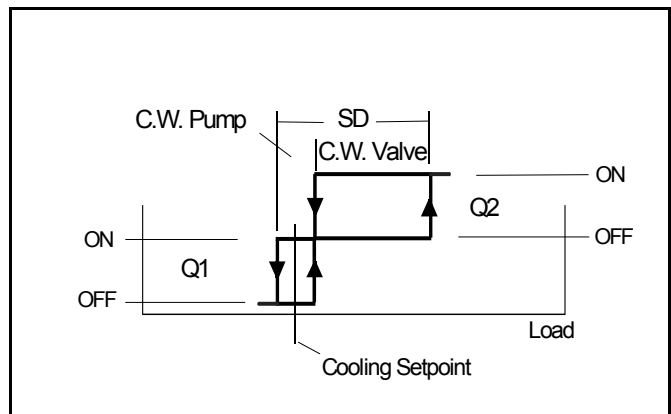 C.W. Pump
SD
C.W. Valve
ON
Q2
ON
OFF
Q1
OFF
Load
Cooling Setpoint